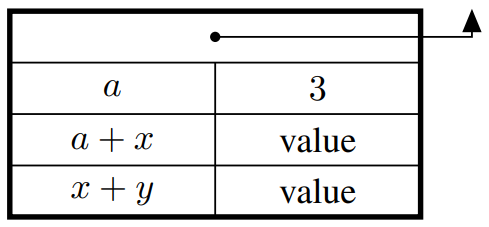 a 3
a + x value
x + y value